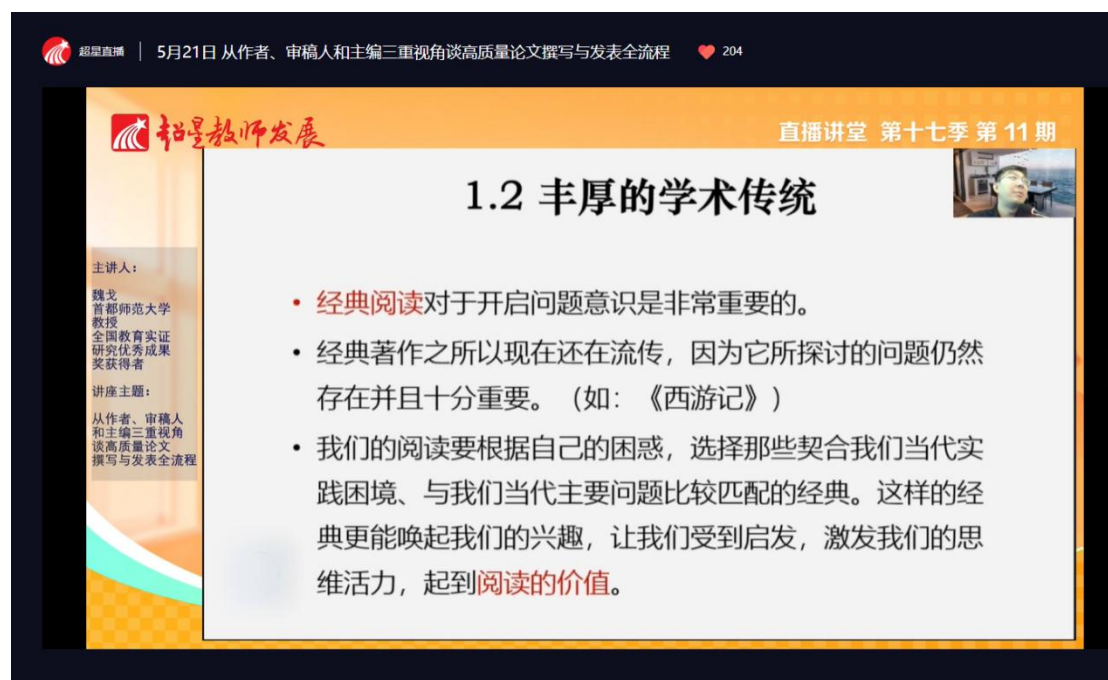 超星直播 5月21日 从作者、审稿人和主编三重视角谈高质量论文撰写与发表全流程 204
超星教师发展
直播讲堂 第十七季 第 11 期
1.2 丰厚的学术传统
主讲人：
魏戈
首都师范大学
教授
全国教育实证
研究优秀成果
奖获得者
讲座主题：
从作者、审稿人
和主编三重视角
谈高质量论文
撰写与发表全流程
• 经典阅读对于开启问题意识是非常重要的。
• 经典著作之所以现在还在流传，因为它所探讨的问题仍然
存在并且十分重要。（如：《西游记》）
• 我们的阅读要根据自己的困惑，选择那些契合我们当代实
践困境、与我们当代主要问题比较匹配的经典。这样的经
典更能唤起我们的兴趣，让我们受到启发，激发我们的思
维活力，起到阅读的价值。